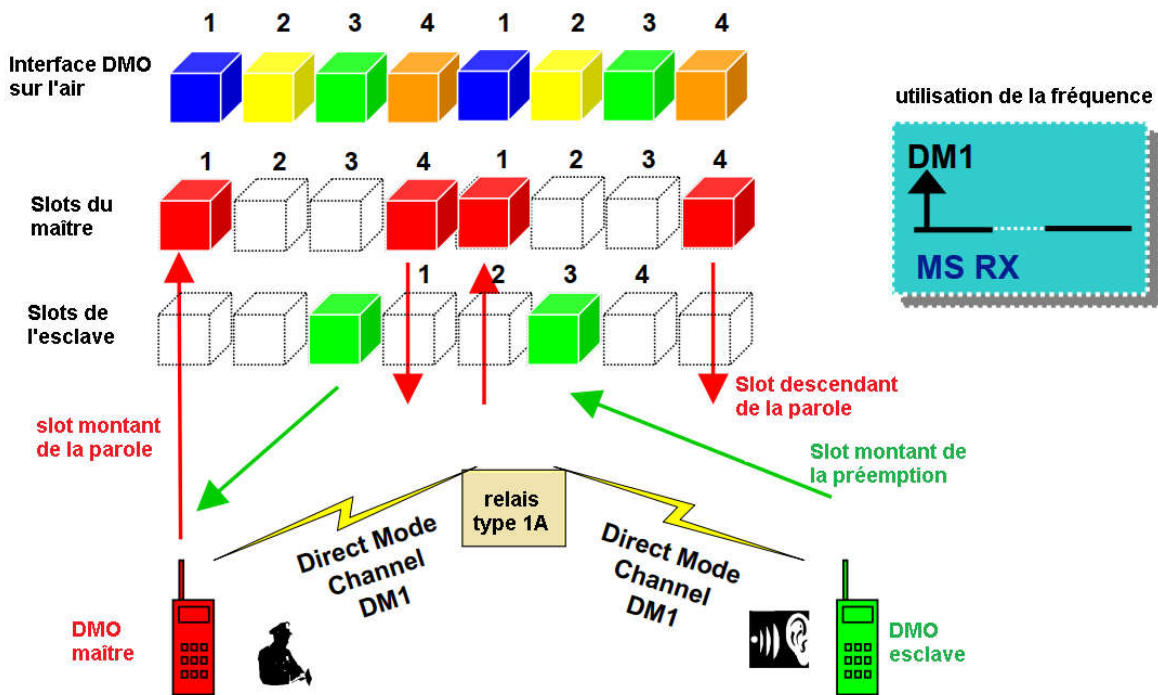 1 2 3 4 1 2 3 4
Interface DMO
sur l'air
utilisation de la fréquence
DM1
MS RX
1 2 3 4 1 2 3 4
Slots du
maître
1 2 3 4
Slots de
l'esclave
Slot descendant
de la parole
slot montant
de la parole
Slot montant de
la préemption
relais
type 1A
Direct Mode
Channel
DM1
Direct Mode
Channel
DM1
DMO
maître
DMO
esclave